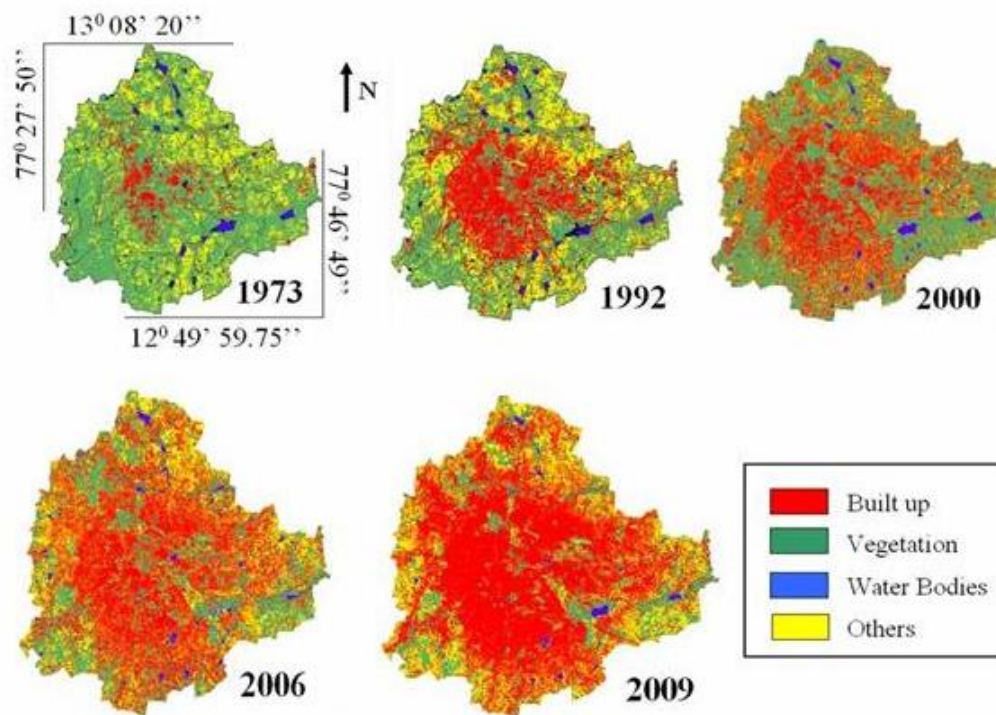 13⁰ 08’ 20’’
77⁰ 27’ 50’’
N
77⁰ 46’ 49’’
1973
12⁰ 49’ 59.75’’
1992
2000
2006
2009
Built up
Vegetation
Water Bodies
Others